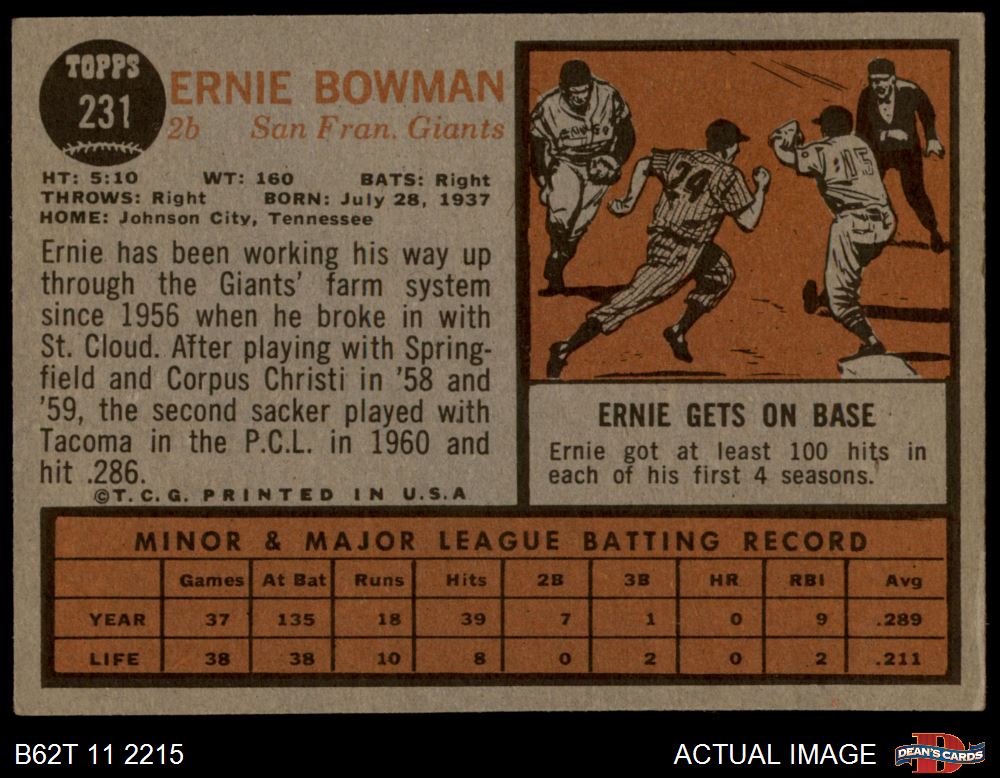 TOPPS
231
ERNIE BOWMAN
2b San Fran. Giants
HT: 5:10 WT: 160 BATS: Right
THROWS: Right BORN: July 28, 1937
HOME: Johnson City, Tennessee
Ernie has been working his way up
through the Giants' farm system
since 1956 when he broke in with
St. Cloud. After playing with Spring-
field and Corpus Christi in '58 and
'59, the second sacker played with
Tacoma in the P.C.L. in 1960 and
hit .286.
©T.C.G. PRINTED IN U.S.A
24
15
ERNIE GETS ON BASE
Ernie got at least 100 hits in
each of his first 4 seasons.
MINOR & MAJOR LEAGUE BATTING RECORD
Games At Bat Runs Hits 2B 3B HR RBI Avg
YEAR 37 135 18 39 7 1 0 9 .289
LIFE 38 38 10 8 0 2 0 2 .211
B62T 11 2215
ACTUAL IMAGE
DEAN'S CARDS